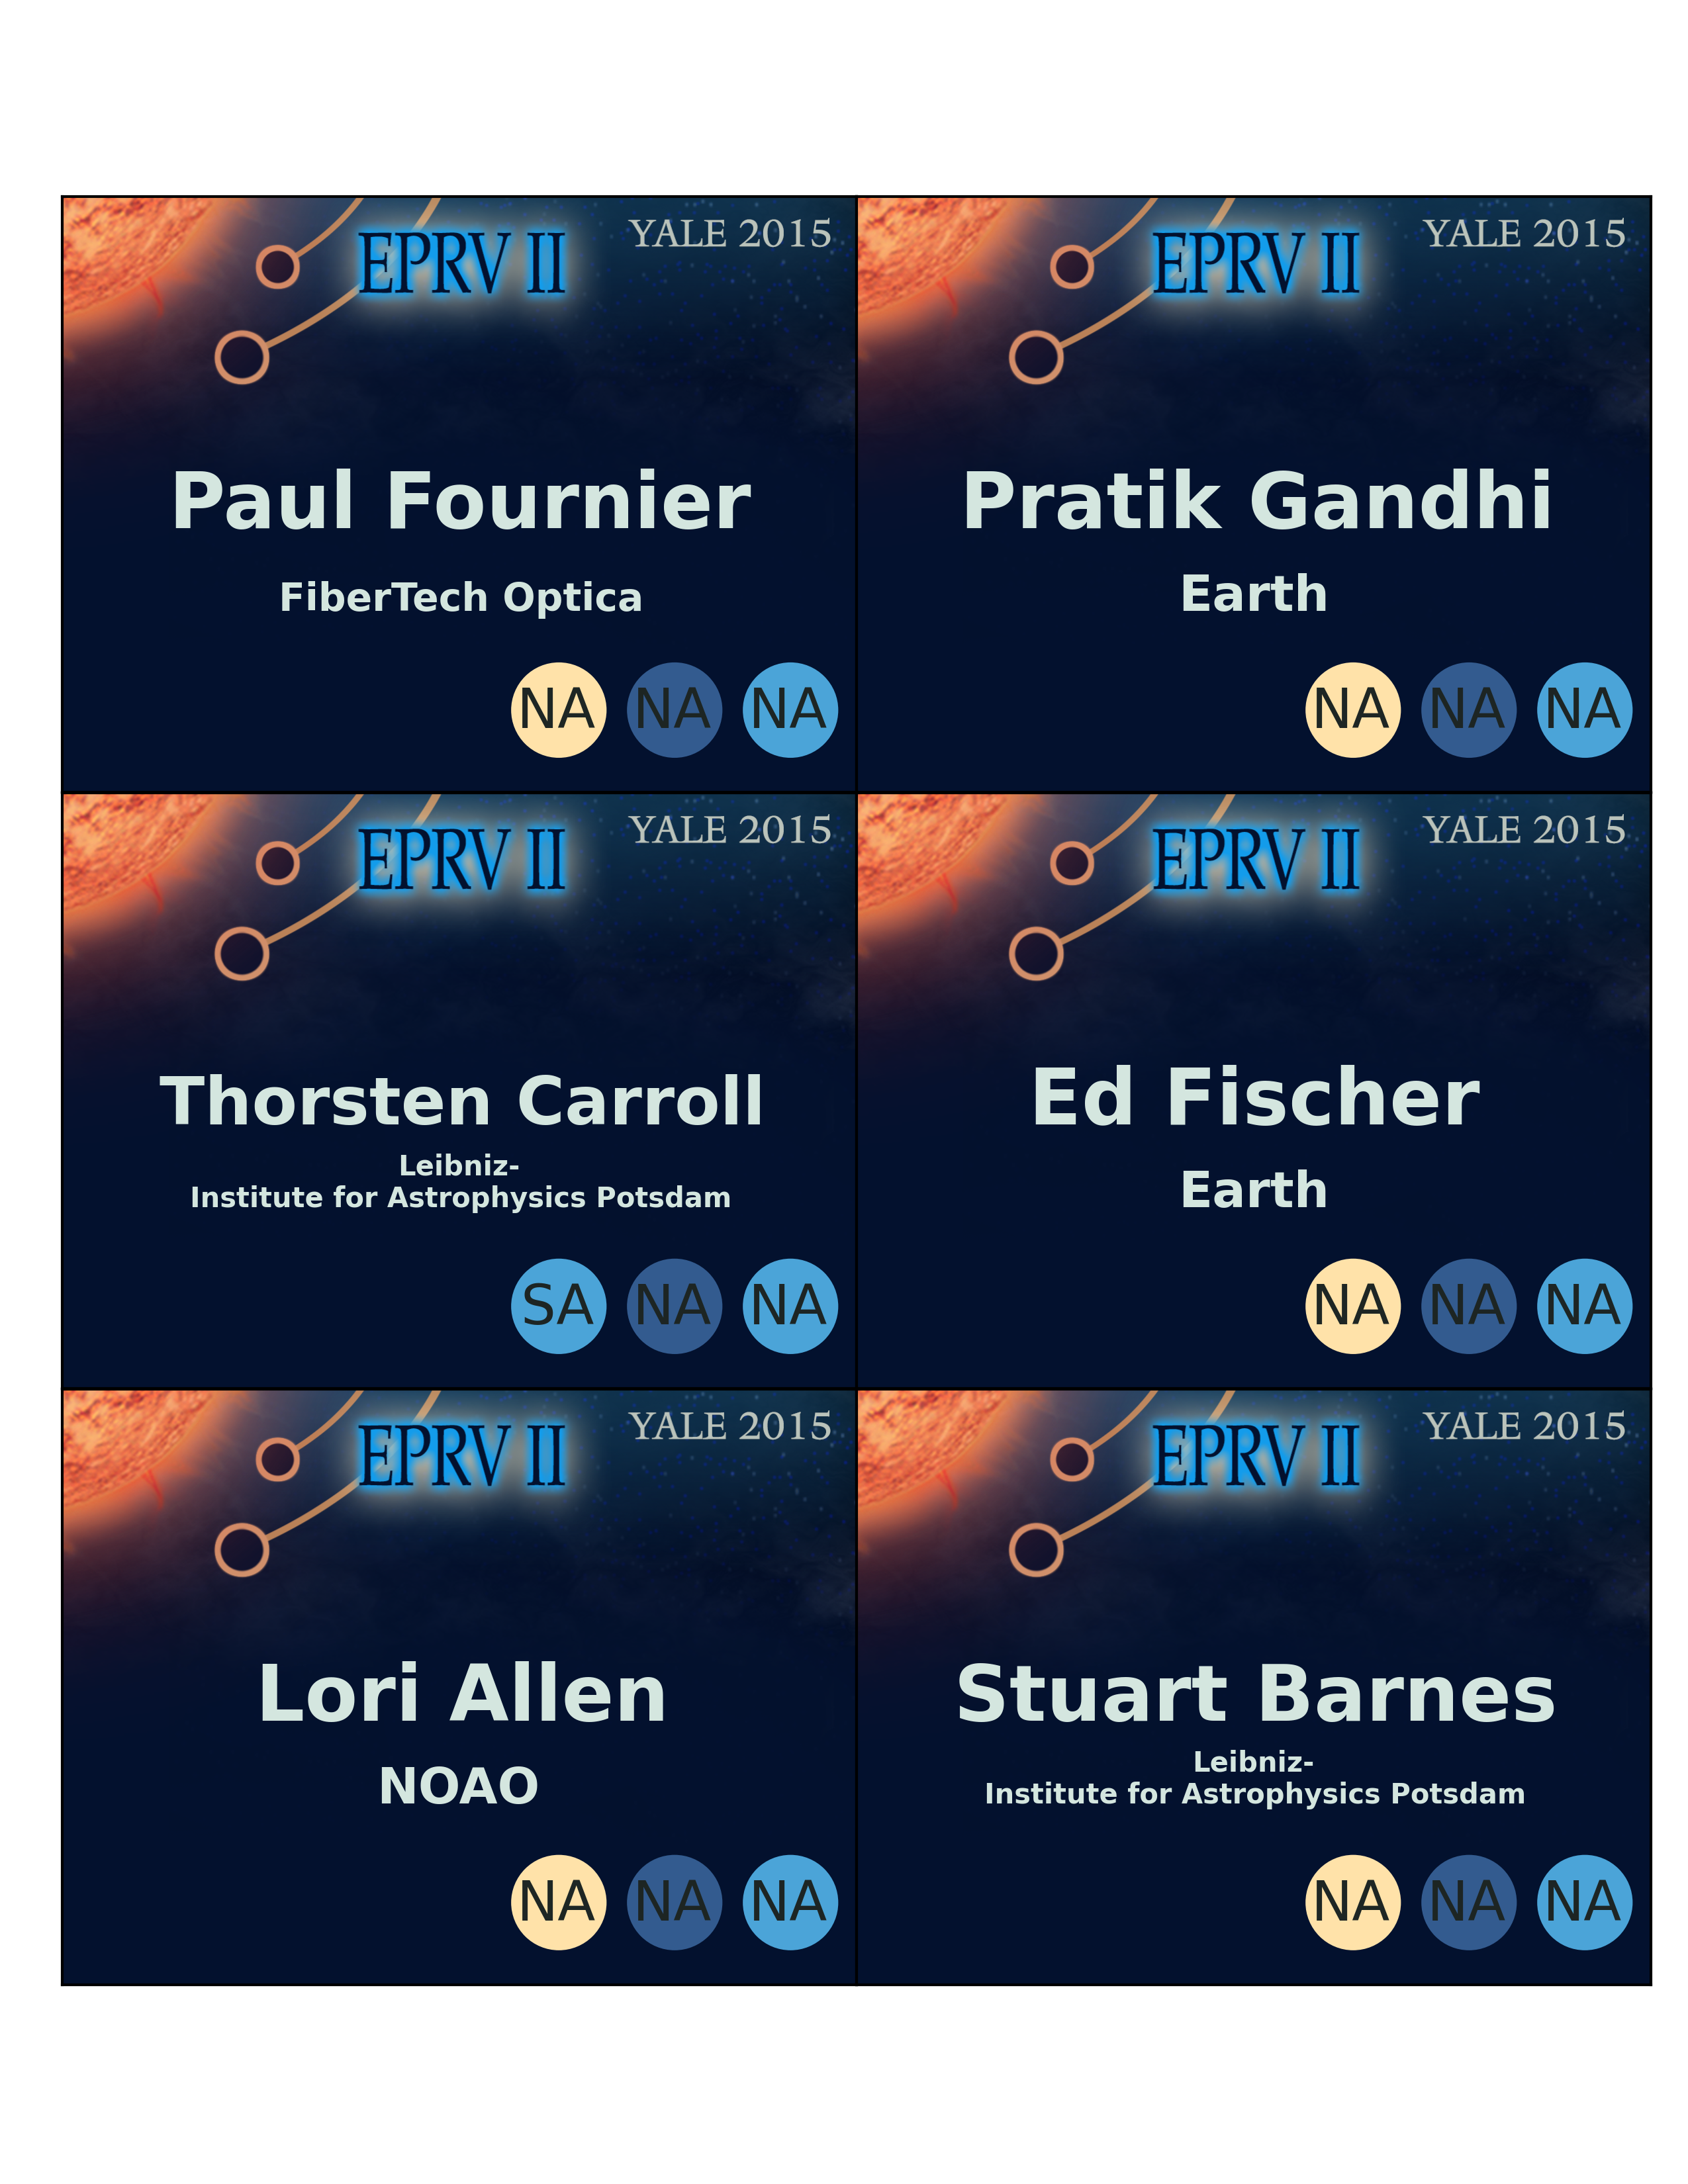 EPRV II
YALE 2015
Paul Fournier
FiberTech Optica
NA NA NA
EPRV II
YALE 2015
Pratik Gandhi
Earth
NA NA NA
EPRV II
YALE 2015
Thorsten Carroll
Leibniz-
Institute for Astrophysics Potsdam
SA NA NA
EPRV II
YALE 2015
Ed Fischer
Earth
NA NA NA
EPRV II
YALE 2015
Lori Allen
NOAO
NA NA NA
EPRV II
YALE 2015
Stuart Barnes
Leibniz-
Institute for Astrophysics Potsdam
NA NA NA